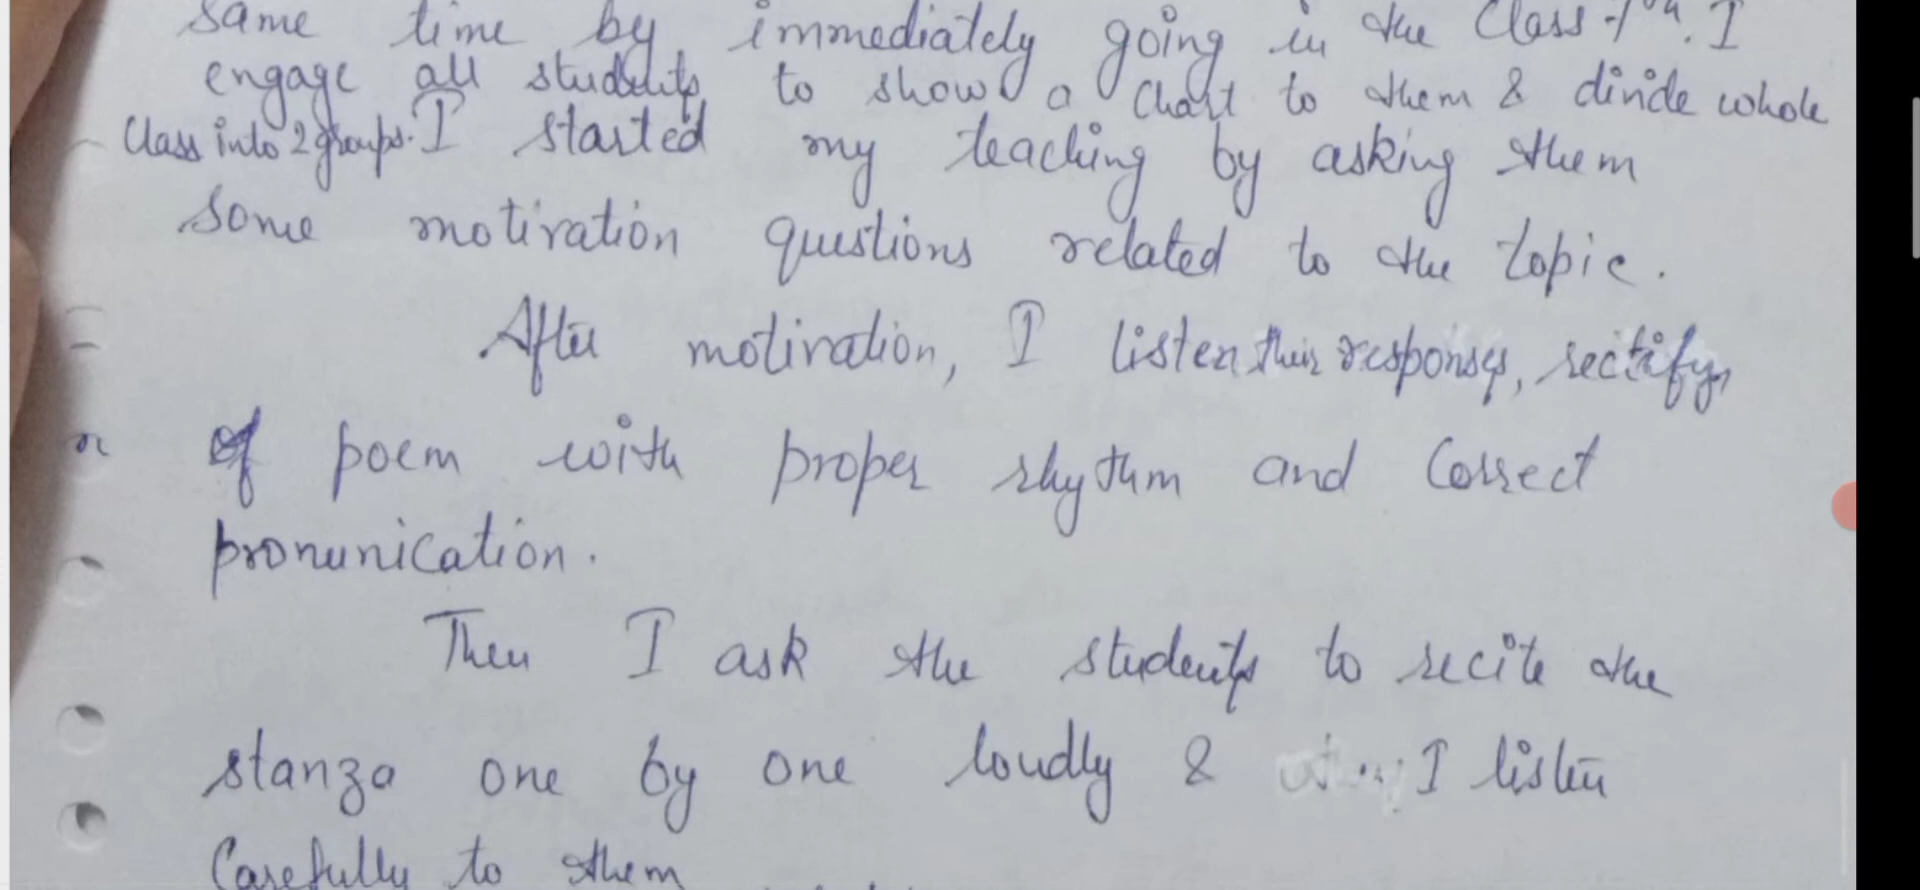 same time by immediately going in the Class -7th. I
engage all students to show a Chart to them & divide whole
Class into 2 groups. I started my teaching by asking them
some motivation questions related to the topic.
After motivation, I listen their responses, rectify
of poem with proper rhythm and Correct
pronunication.
Then I ask the students to recite the
stanza one by one loudly & I listen
Carefully to them